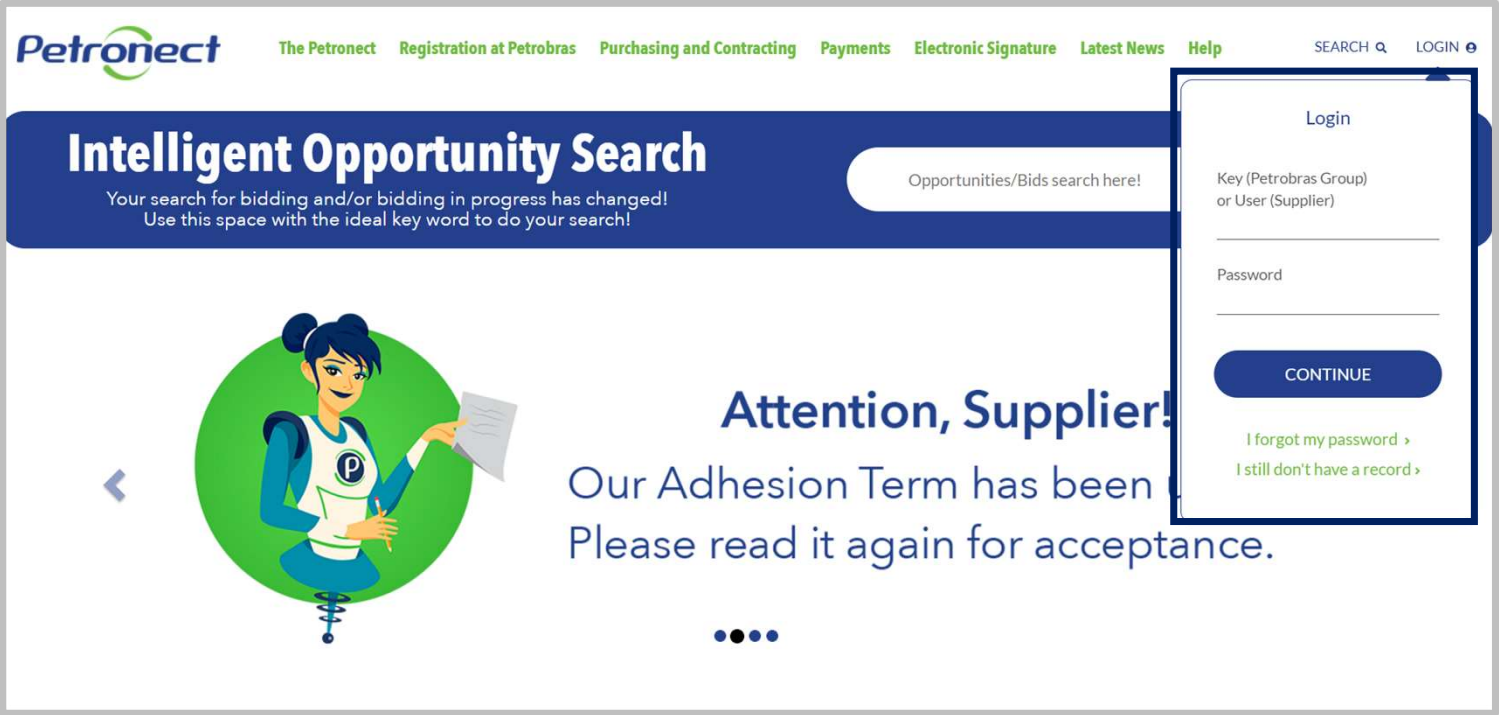 Petronect
The Petronect Registration at Petrobras Purchasing and Contracting Payments Electronic Signature Latest News Help SEARCH LOGIN
Intelligent Opportunity Search
Your search for bidding and/or bidding in progress has changed!
Use this space with the ideal key word to do your search!
Opportunities/Bids search here!
Login
Key (Petrobras Group)
or User (Supplier)
Password
CONTINUE
I forgot my password ›
I still don't have a record ›
P
Attention, Supplier!
Our Adhesion Term has been
Please read it again for acceptance.